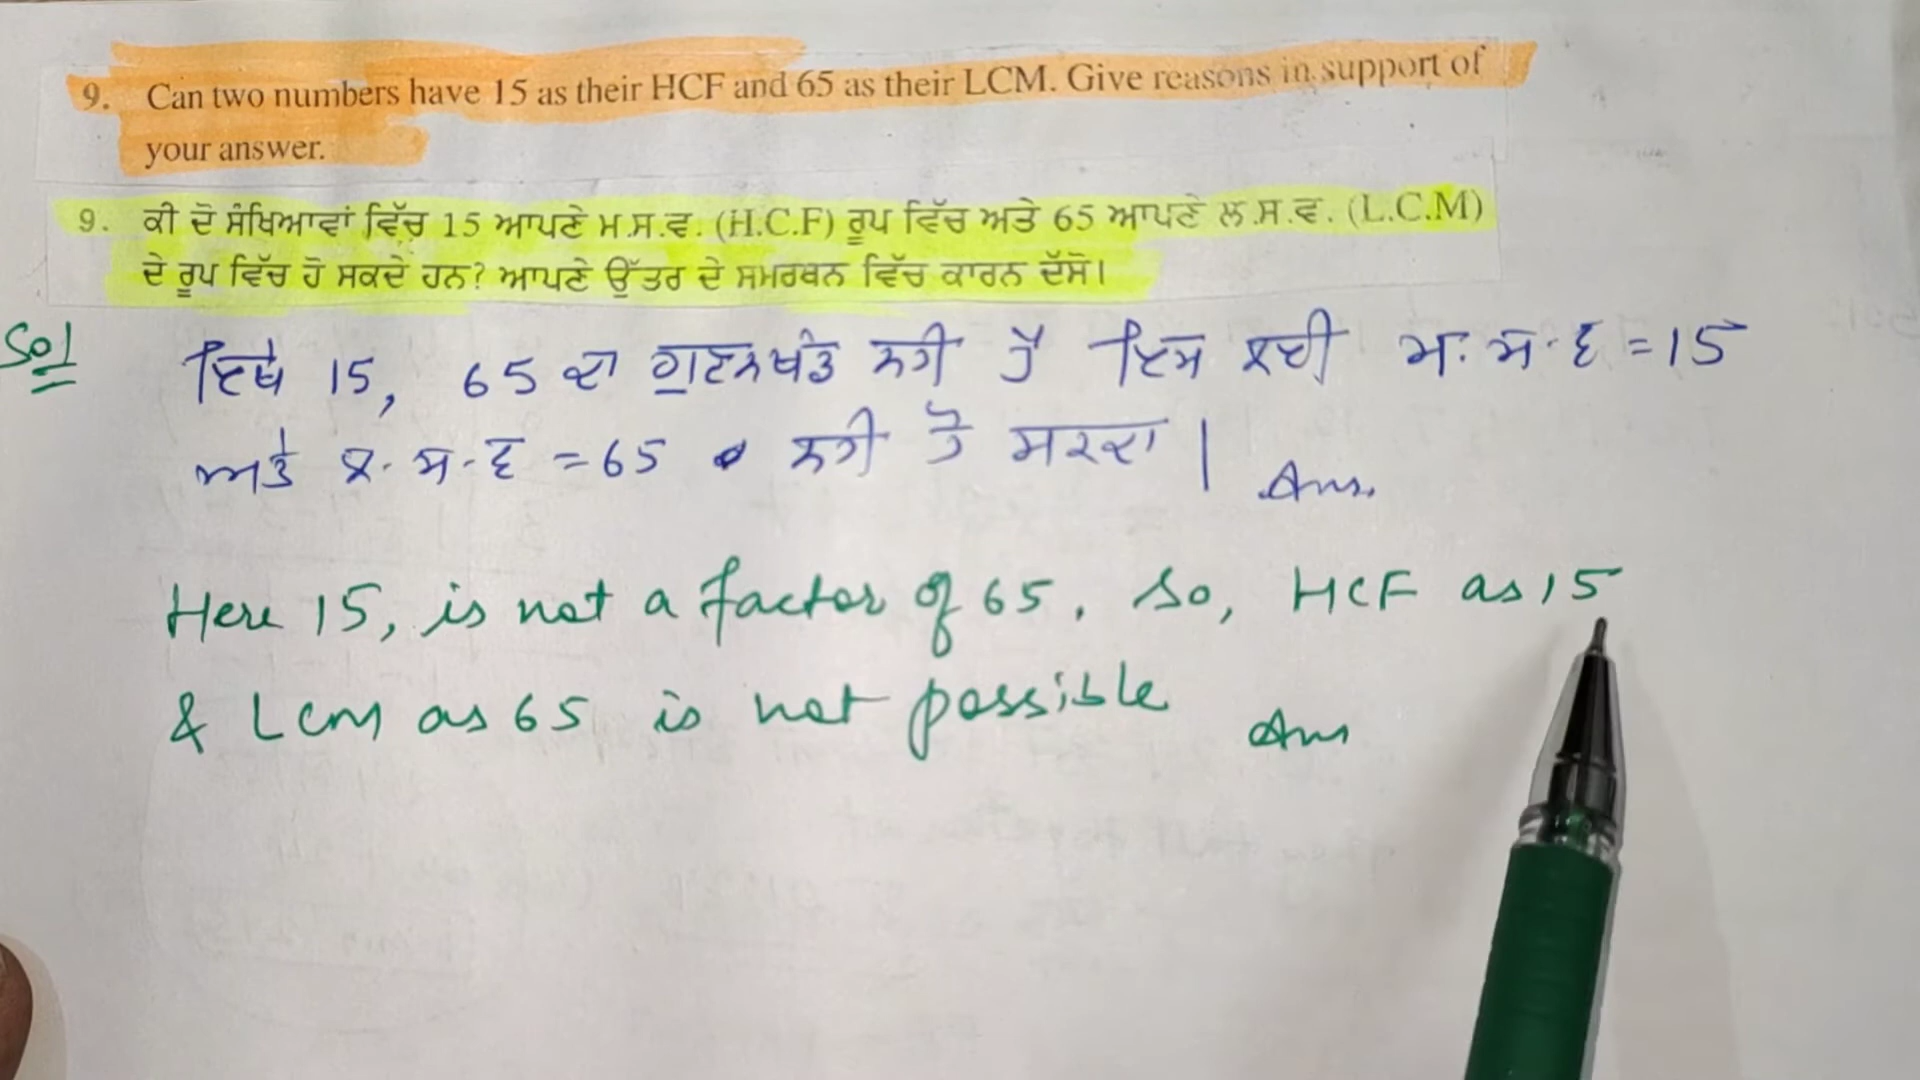 9. Can two numbers have 15 as their HCF and 65 as their LCM. Give reasons in support of
your answer.
9. ਕੀ ਦੋ ਸੰਖਿਆਵਾਂ ਵਿੱਚ 15 ਆਪਣੇ ਮ.ਸ.ਵ. (H.C.F) ਰੂਪ ਵਿੱਚ ਅਤੇ 65 ਆਪਣੇ ਲ.ਸ.ਵ. (L.C.M)
ਦੇ ਰੂਪ ਵਿੱਚ ਹੋ ਸਕਦੇ ਹਨ? ਆਪਣੇ ਉੱਤਰ ਦੇ ਸਮਰਥਨ ਵਿੱਚ ਕਾਰਨ ਦੱਸੋ।
Sol ਇਥੇ 15, 65 ਦਾ ਗੁਣਨਖੰਡ ਨਹੀ ਹੈ ਇਸ ਲਈ ਮ.ਸ.ਵ = 15
ਅਤੇ ਲ.ਸ.ਵ = 65 ਨਹੀ ਹੋ ਸਕਦਾ | Ans.
Here 15, is not a factor of 65. So, HCF as 15
& LCM as 65 is not possible Ans